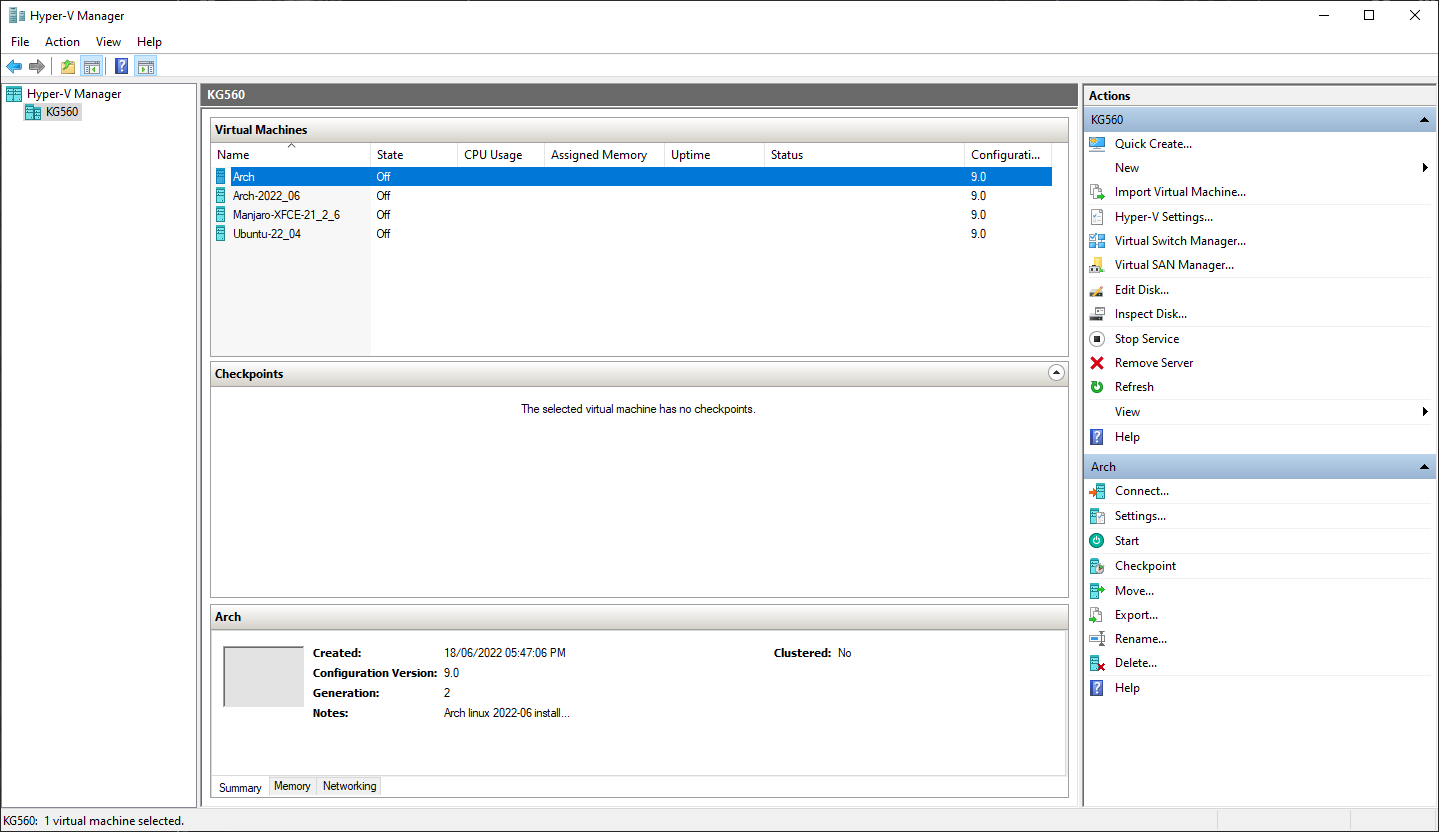 Hyper-V Manager
File Action View Help
Hyper-V Manager
KG560
KG560
Virtual Machines
Name State CPU Usage Assigned Memory Uptime Status Configurati...
Arch Off 9.0
Arch-2022_06 Off 9.0
Manjaro-XFCE-21_2_6 Off 9.0
Ubuntu-22_04 Off 9.0
Checkpoints
The selected virtual machine has no checkpoints.
Arch
Created: 18/06/2022 05:47:06 PM Clustered: No
Configuration Version: 9.0
Generation: 2
Notes: Arch linux 2022-06 install...
Summary Memory Networking
Actions
KG560
Quick Create...
New
Import Virtual Machine...
Hyper-V Settings...
Virtual Switch Manager...
Virtual SAN Manager...
Edit Disk...
Inspect Disk...
Stop Service
Remove Server
Refresh
View
Help
Arch
Connect...
Settings...
Start
Checkpoint
Move...
Export...
Rename...
Delete...
Help
KG560: 1 virtual machine selected.